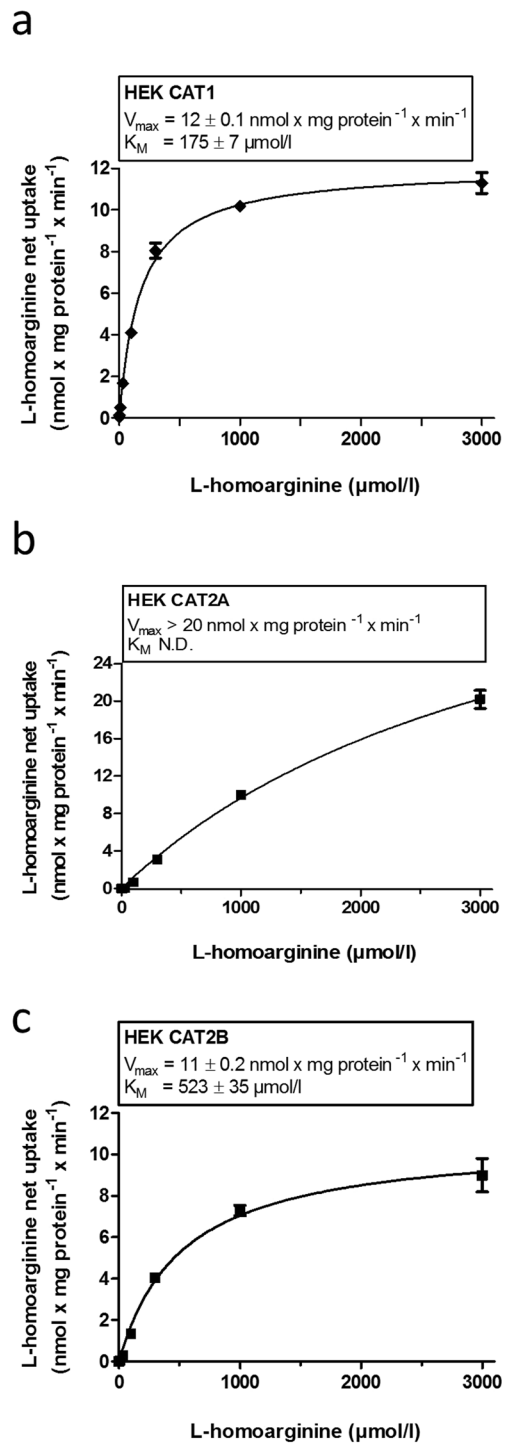 a
HEK CAT1
Vmax = 12 ± 0.1 nmol x mg protein⁻¹ x min⁻¹
KM = 175 ± 7 µmol/l
L-homoarginine net uptake
(nmol x mg protein⁻¹ x min⁻¹)
12
10
8
6
4
2
0
0 1000 2000 3000
L-homoarginine (µmol/l)
b
HEK CAT2A
Vmax > 20 nmol x mg protein ⁻¹ x min⁻¹
KM N.D.
L-homoarginine net uptake
(nmol x mg protein⁻¹ x min⁻¹)
24
20
16
12
8
4
0
0 1000 2000 3000
L-homoarginine (µmol/l)
c
HEK CAT2B
Vmax = 11 ± 0.2 nmol x mg protein ⁻¹ x min⁻¹
KM = 523 ± 35 µmol/l
L-homoarginine net uptake
(nmol x mg protein⁻¹ x min⁻¹)
12
10
8
6
4
2
0
0 1000 2000 3000
L-homoarginine (µmol/l)